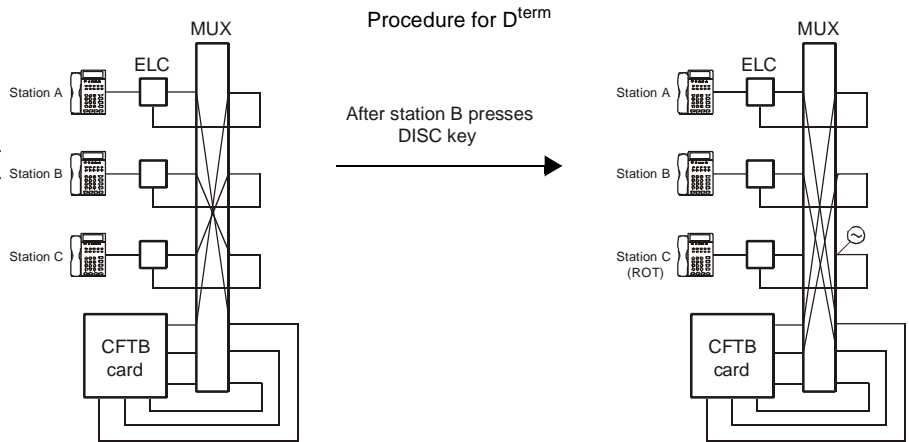 Procedure for Dterm
MUX
ELC
Station A
Station B
Station C
CFTB
card
After station B presses
DISC key
MUX
ELC
Station A
Station B
Station C
(ROT)
CFTB
card